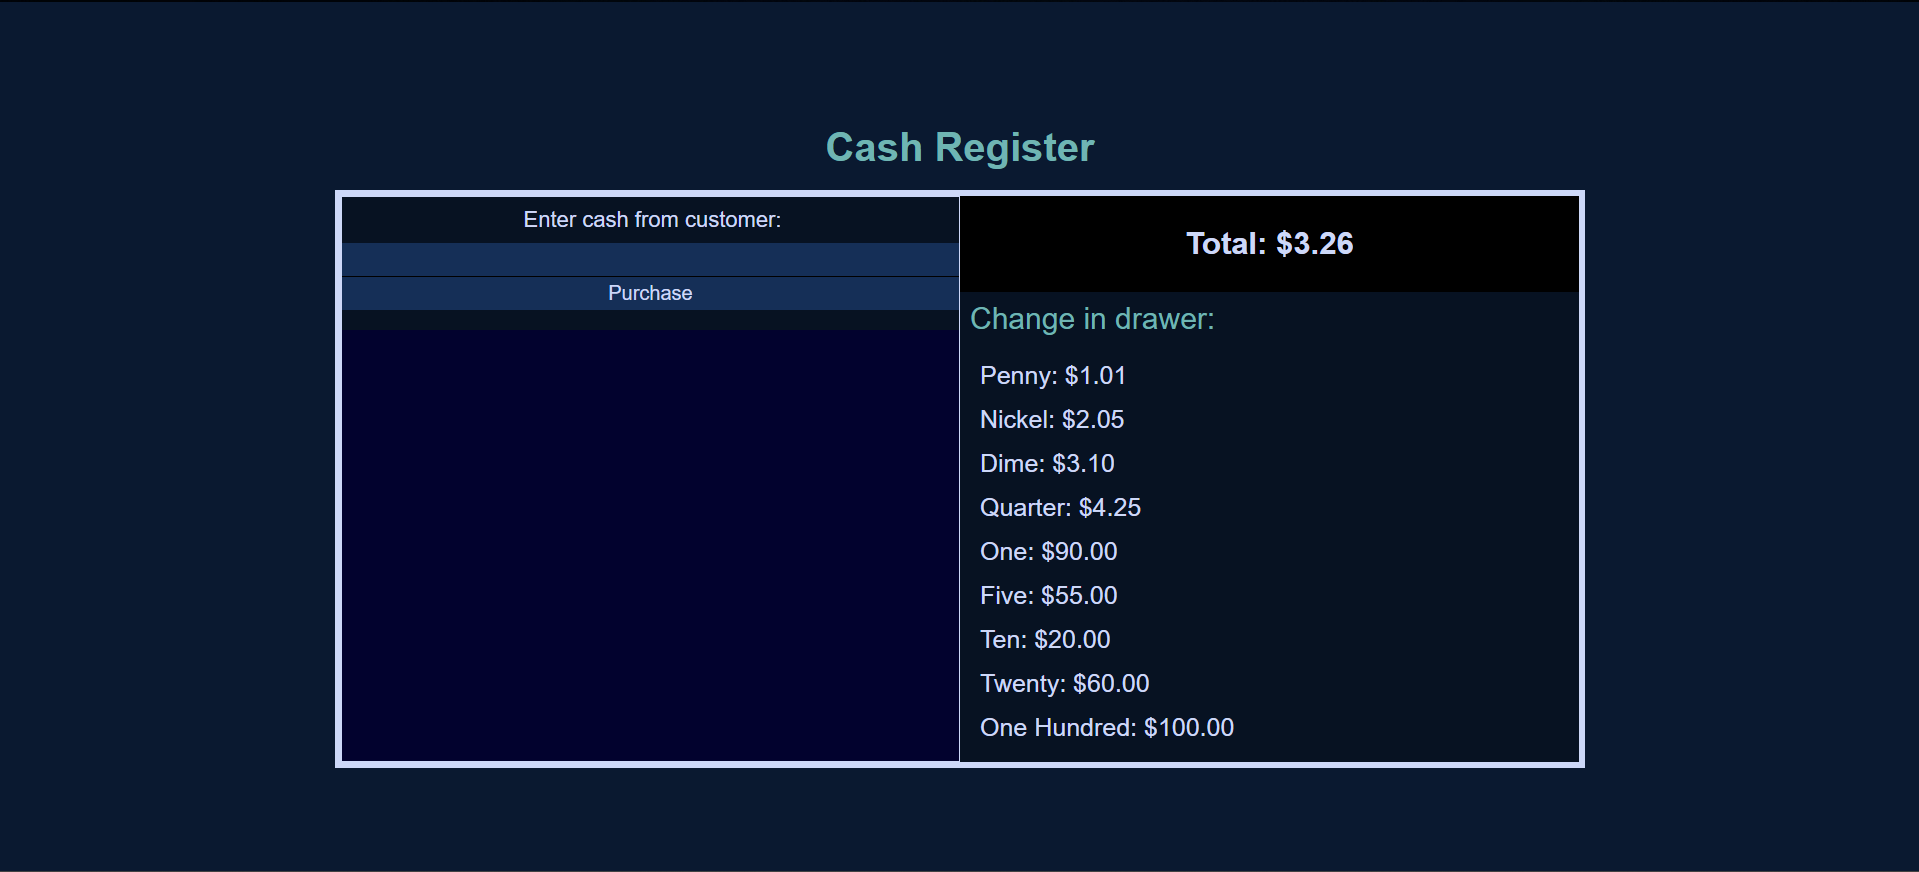 Cash Register
Enter cash from customer:
Purchase
Total: $3.26
Change in drawer:
Penny: $1.01
Nickel: $2.05
Dime: $3.10
Quarter: $4.25
One: $90.00
Five: $55.00
Ten: $20.00
Twenty: $60.00
One Hundred: $100.00